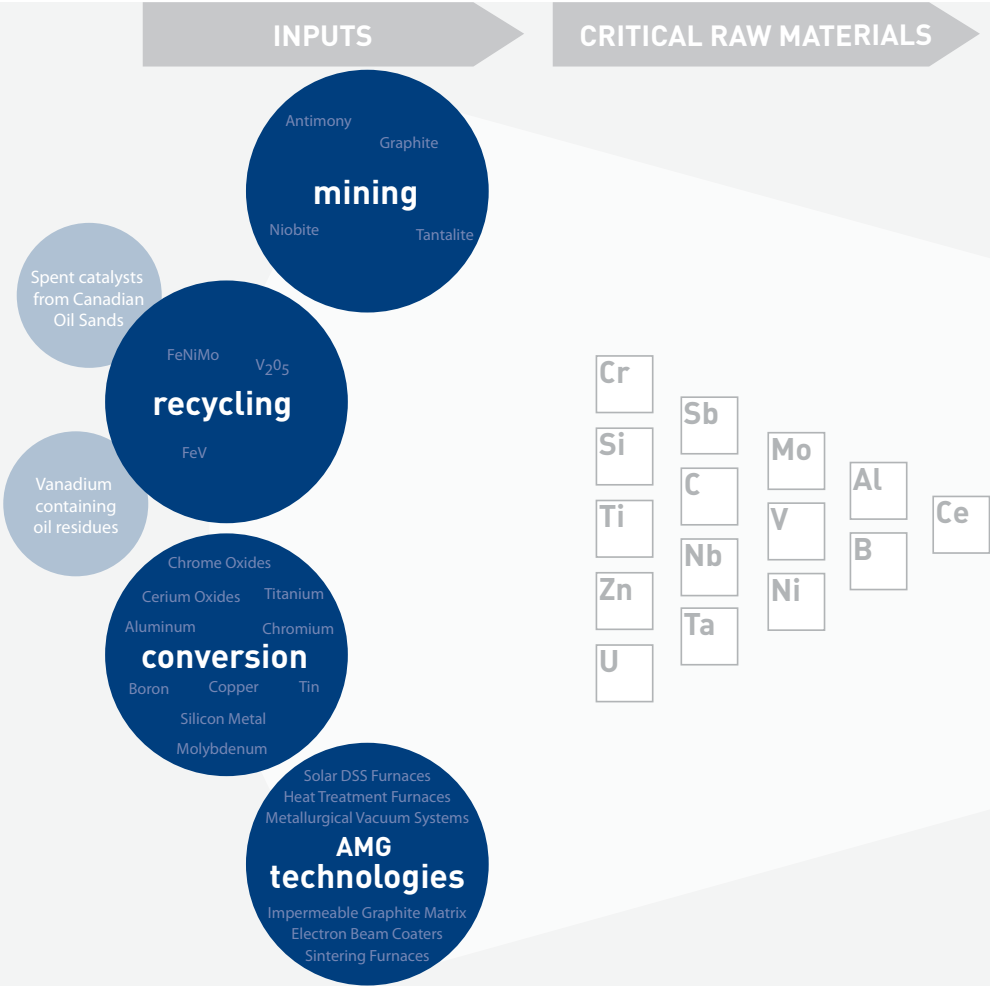 INPUTS
CRITICAL RAW MATERIALS
Antimony
Graphite
mining
Niobite
Tantalite
Spent catalysts
from Canadian
Oil Sands
FeNiMo
V205
recycling
FeV
Vanadium
containing
oil residues
Chrome Oxides
Cerium Oxides
Titanium
Aluminum
Chromium
conversion
Boron
Copper
Tin
Silicon Metal
Molybdenum
Solar DSS Furnaces
Heat Treatment Furnaces
Metallurgical Vacuum Systems
AMG
technologies
Impermeable Graphite Matrix
Electron Beam Coaters
Sintering Furnaces
Cr
Si
Ti
Zn
U
Sb
C
Nb
Ta
Mo
V
Ni
Al
B
Ce